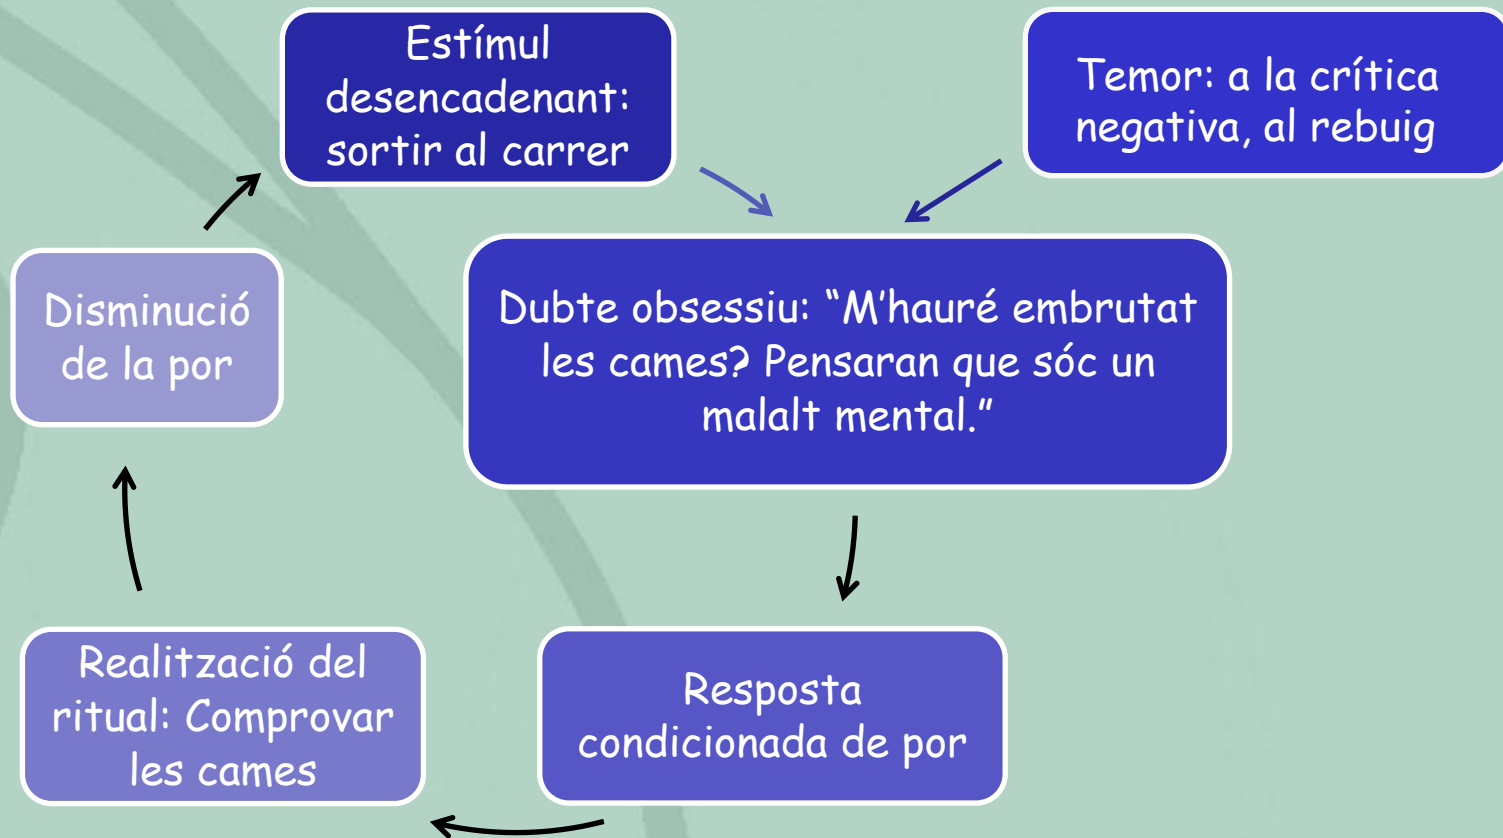 Estímul
desencadenant:
sortir al carrer
Temor: a la crítica
negativa, al rebuig
Dubte obsessiu: “M’hauré embrutat
les cames? Pensaran que sóc un
malalt mental.”
Resposta
condicionada de por
Realització del
ritual: Comprovar
les cames
Disminució
de la por